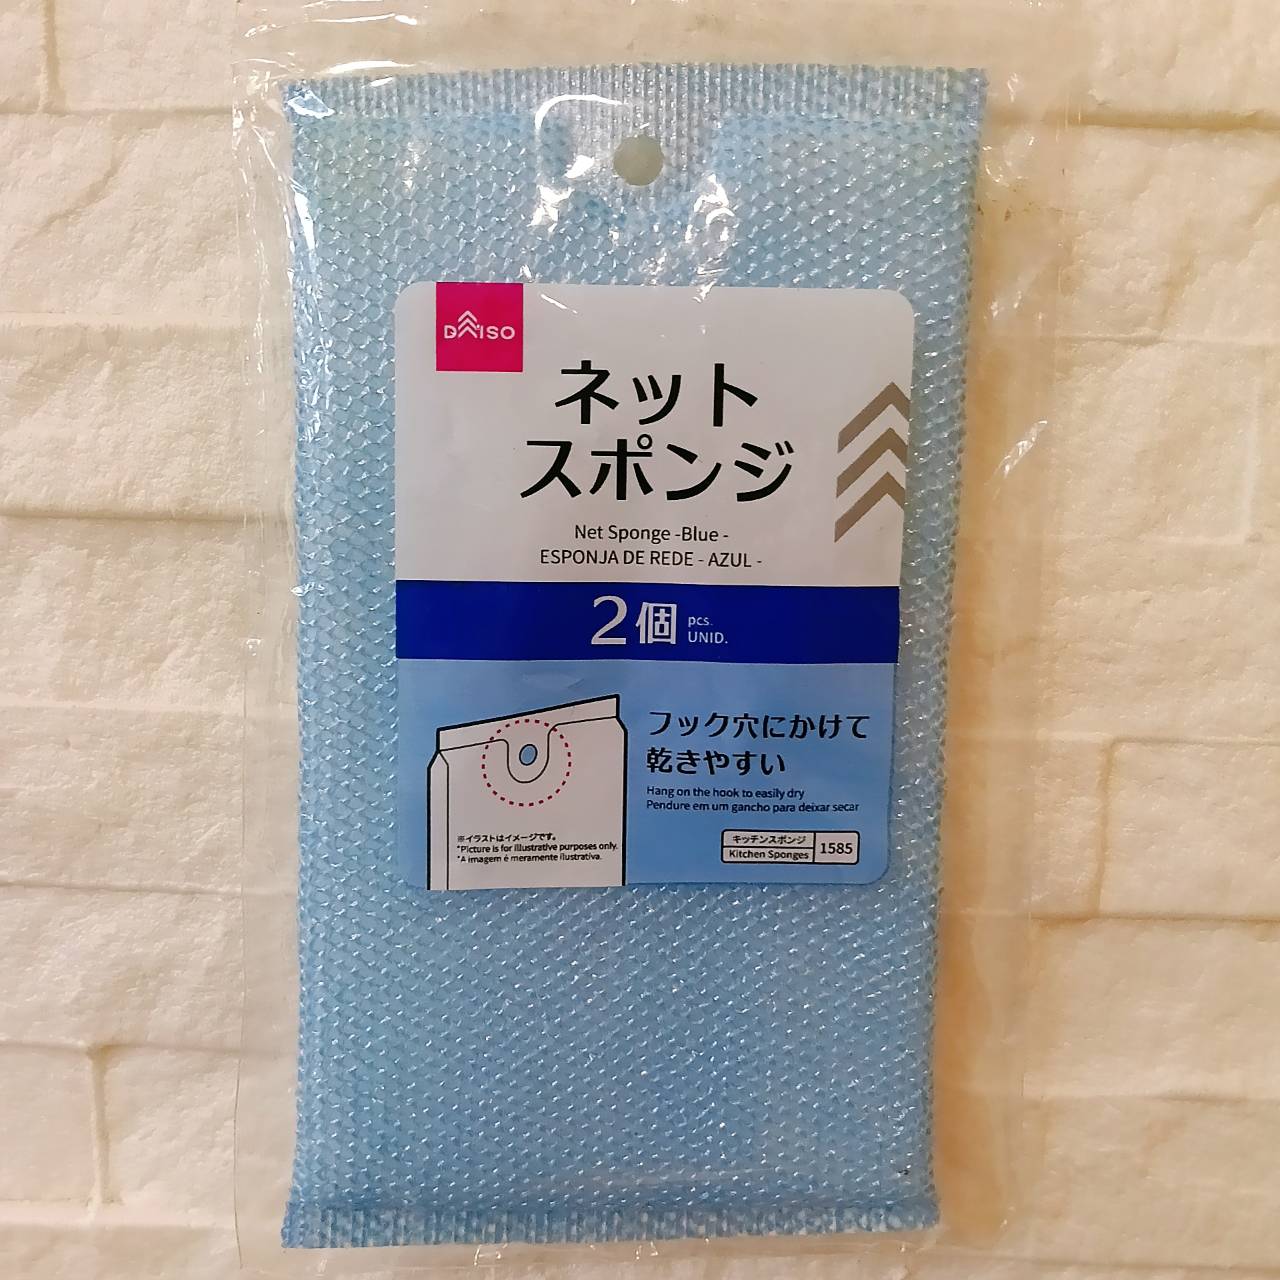 DAISO
ネット
スポンジ
Net Sponge -Blue -
ESPONJA DE REDE - AZUL -
2個 pcs.
UNID.
フック穴にかけて
乾きやすい
Hang on the hook to easily dry
Pendure em um gancho para deixar secar
※イラストはイメージです。
*Picture is for illustrative purposes only.
*A imagem é meramente ilustrativa.
キッチンスポンジ
Kitchen Sponges
1585